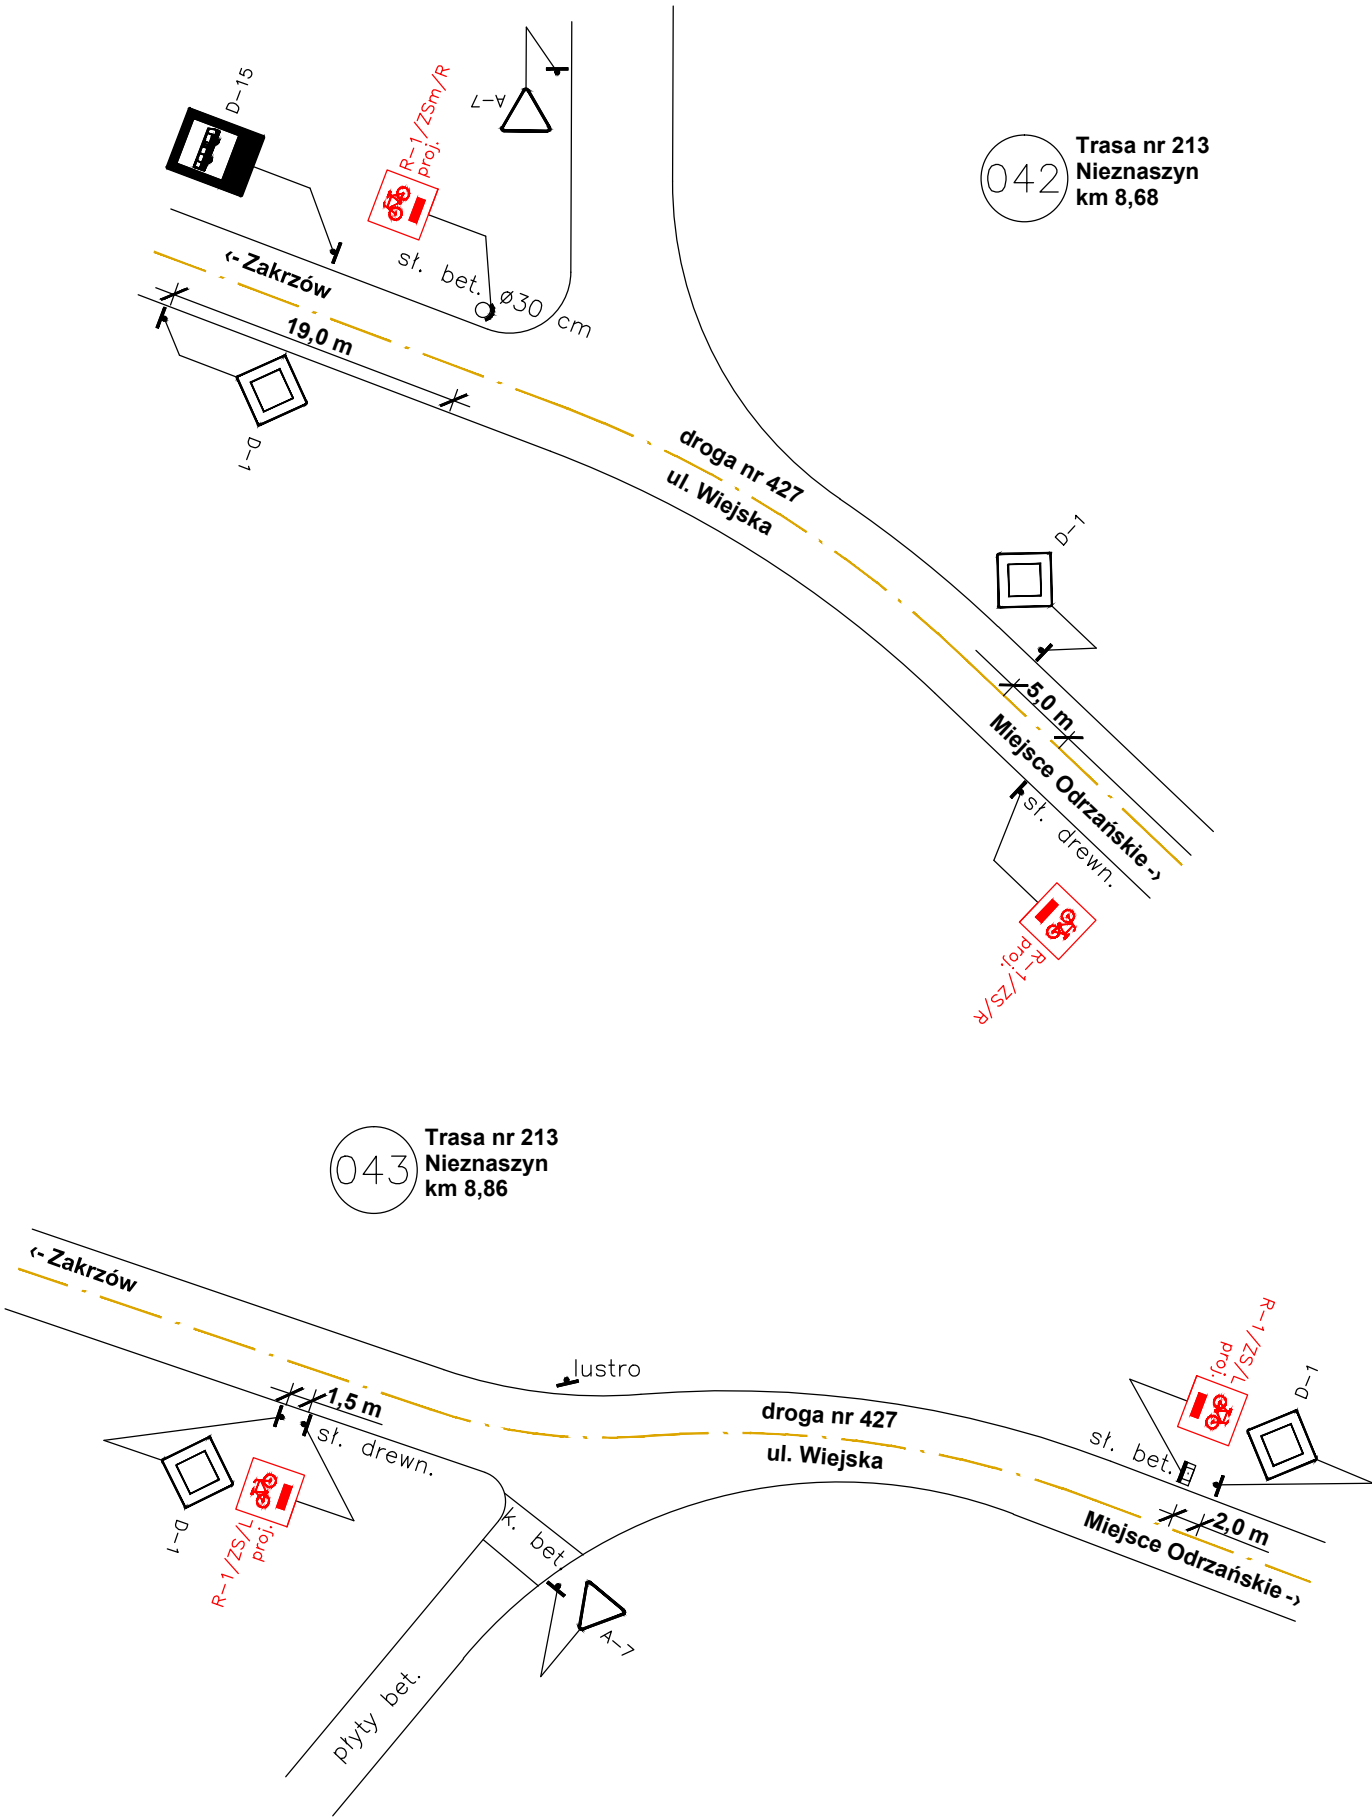 D-15
R-1/ZSm/R
proj.
A-7
042
Trasa nr 213
Nieznaszyn
km 8,68
<- Zakrzów
sł. bet. ø30 cm
19,0 m
D-1
droga nr 427
ul. Wiejska
D-1
5,0 m
Miejsce Odrzańskie ->
sł. drewn.
R-1/ZS/R
proj.
043
Trasa nr 213
Nieznaszyn
km 8,86
<- Zakrzów
lustro
1,5 m
sł. drewn.
D-1
R-1/ZS/L
proj.
droga nr 427
ul. Wiejska
R-1/ZS/L
proj.
D-1
sł. bet.
2,0 m
Miejsce Odrzańskie ->
k. bet.
A-7
płyty bet.